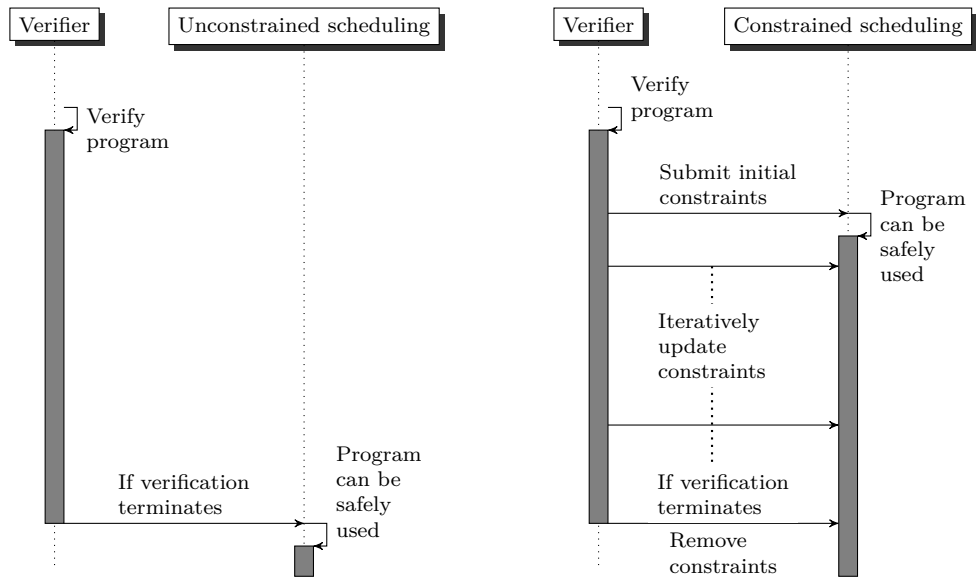 Verifier
Unconstrained scheduling
Verify
program
If verification
terminates
Program
can be
safely
used
Verifier
Constrained scheduling
Verify
program
Submit initial
constraints
Program
can be
safely
used
Iteratively
update
constraints
If verification
terminates
Remove
constraints